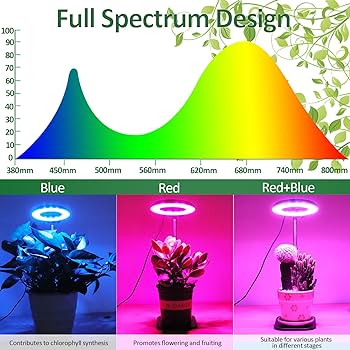 Full Spectrum Design
100
90
80
70
60
50
40
30
20
10
0
380mm 450mm 500mm 560mm 620mm 680mm 740mm 800mm
Blue Red Red+Blue
Contributes to chlorophyll synthesis
Promotes flowering and fruiting
Suitable for various plants
in different stages